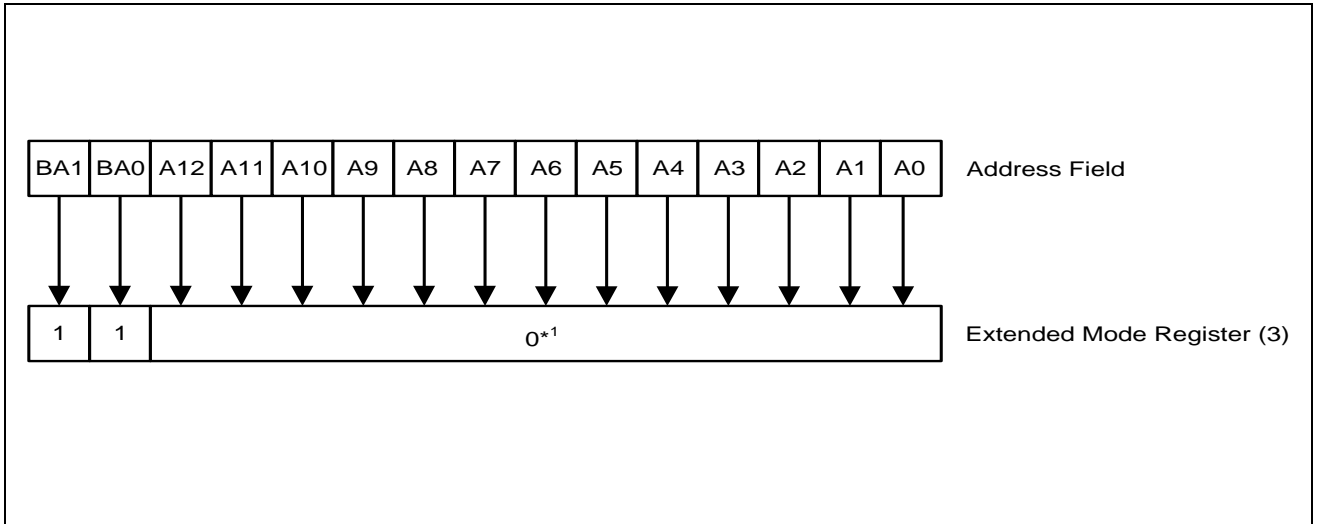 BA1 BA0 A12 A11 A10 A9 A8 A7 A6 A5 A4 A3 A2 A1 A0 Address Field
1 1 0*1 Extended Mode Register (3)